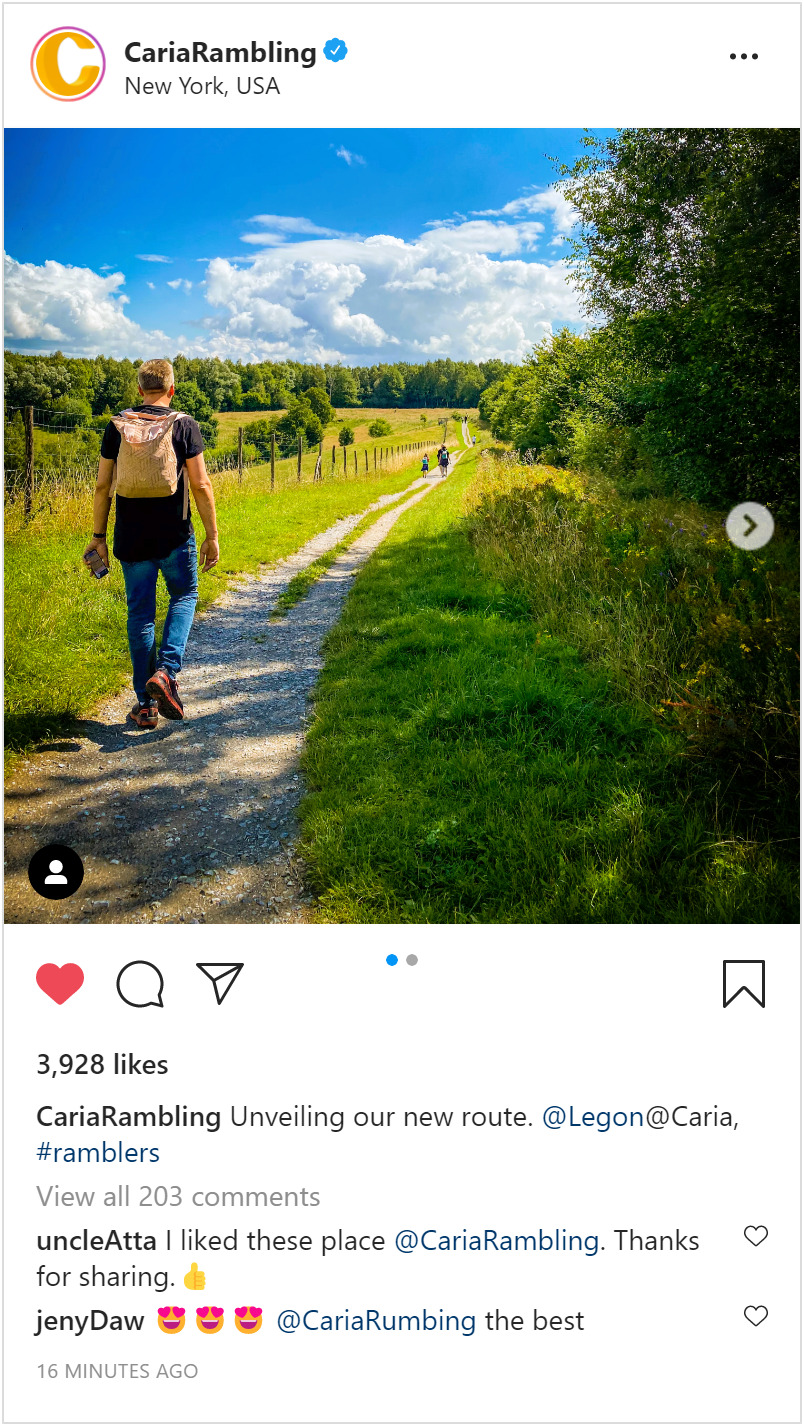 C
CariaRambling
New York, USA
3,928 likes
CariaRambling Unveiling our new route. @Legon@Caria,
#ramblers
View all 203 comments
uncleAtta I liked these place @CariaRambling. Thanks
for sharing.👍
jenyDaw 😍 😍 😍 @CariaRumbing the best
16 MINUTES AGO